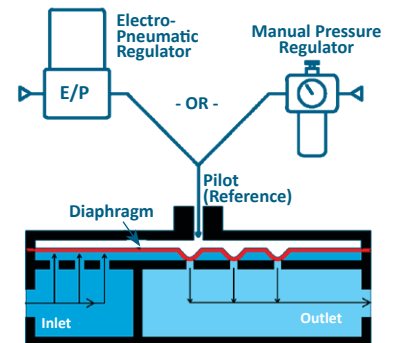 Electro-
Pneumatic
Regulator
Manual Pressure
Regulator
E/P
- OR -
Pilot
(Reference)
Diaphragm
Inlet
Outlet